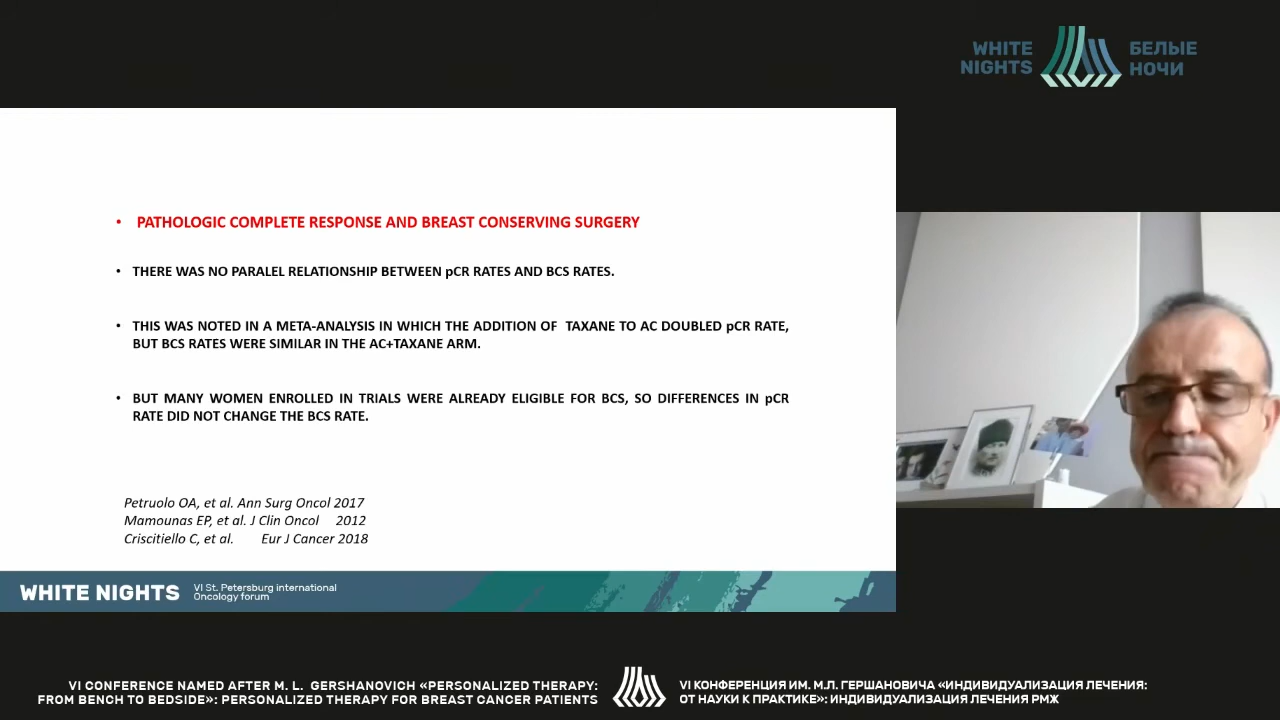 WHITE
NIGHTS
БЕЛЫЕ
НОЧИ
• PATHOLOGIC COMPLETE RESPONSE AND BREAST CONSERVING SURGERY
• THERE WAS NO PARALEL RELATIONSHIP BETWEEN pCR RATES AND BCS RATES.
• THIS WAS NOTED IN A META-ANALYSIS IN WHICH THE ADDITION OF TAXANE TO AC DOUBLED pCR RATE,
BUT BCS RATES WERE SIMILAR IN THE AC+TAXANE ARM.
• BUT MANY WOMEN ENROLLED IN TRIALS WERE ALREADY ELIGIBLE FOR BCS, SO DIFFERENCES IN pCR
RATE DID NOT CHANGE THE BCS RATE.
Petruolo OA, et al. Ann Surg Oncol 2017
Mamounas EP, et al. J Clin Oncol 2012
Criscitiello C, et al. Eur J Cancer 2018
WHITE NIGHTS
VI St. Petersburg international
Oncology forum
VI CONFERENCE NAMED AFTER M. L. GERSHANOVICH «PERSONALIZED THERAPY:
FROM BENCH TO BEDSIDE»: PERSONALIZED THERAPY FOR BREAST CANCER PATIENTS
VI КОНФЕРЕНЦИЯ ИМ. М.Л. ГЕРШАНОВИЧА «ИНДИВИДУАЛИЗАЦИЯ ЛЕЧЕНИЯ:
ОТ НАУКИ К ПРАКТИКЕ»: ИНДИВИДУАЛИЗАЦИЯ ЛЕЧЕНИЯ РМЖ